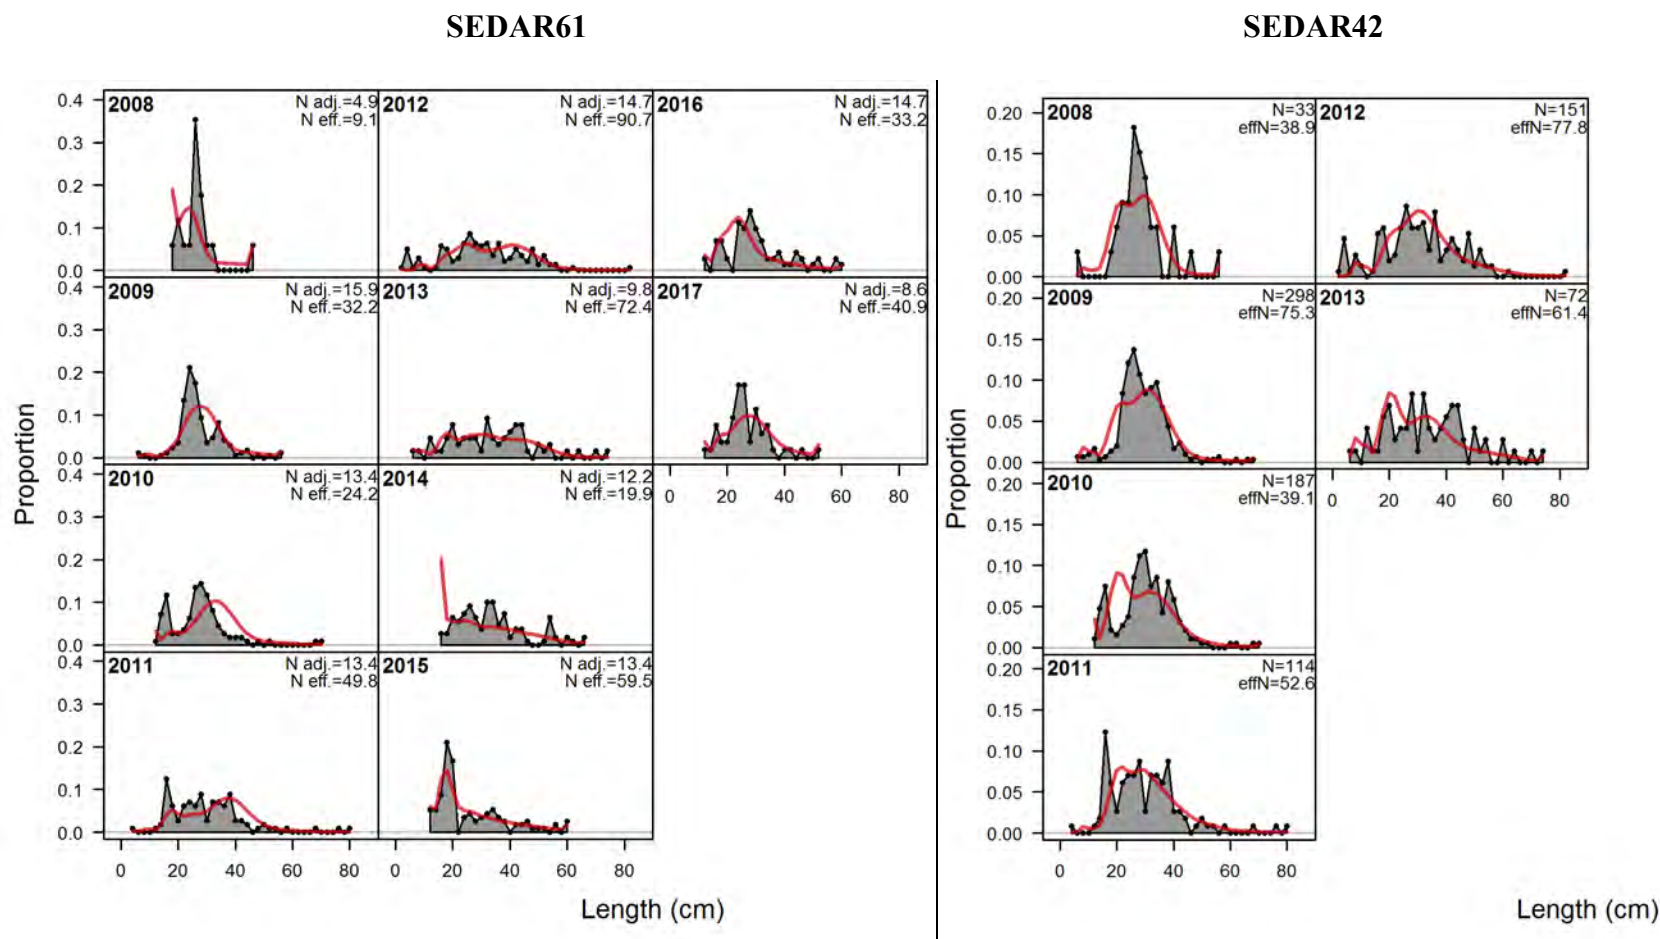 SEDAR61
SEDAR42
Proportion
0.4
0.3
0.2
0.1
0.0
2008
N adj.=4.9
N eff.=9.1
2012
N adj.=14.7
N eff.=90.7
2016
N adj.=14.7
N eff.=33.2
0.4
0.3
0.2
0.1
0.0
2009
N adj.=15.9
N eff.=32.2
2013
N adj.=9.8
N eff.=72.4
2017
N adj.=8.6
N eff.=40.9
0 20 40 60 80
0.4
0.3
0.2
0.1
0.0
2010
N adj.=13.4
N eff.=24.2
2014
N adj.=12.2
N eff.=19.9
0.4
0.3
0.2
0.1
0.0
2011
N adj.=13.4
N eff.=49.8
2015
N adj.=13.4
N eff.=59.5
0 20 40 60 80
0 20 40 60 80
Length (cm)
Proportion
0.20
0.15
0.10
0.05
0.00
2008
N=33
effN=38.9
2012
N=151
effN=77.8
0.20
0.15
0.10
0.05
0.00
2009
N=298
effN=75.3
2013
N=72
effN=61.4
0 20 40 60 80
0.20
0.15
0.10
0.05
0.00
2010
N=187
effN=39.1
0.20
0.15
0.10
0.05
0.00
2011
N=114
effN=52.6
0 20 40 60 80
Length (cm)